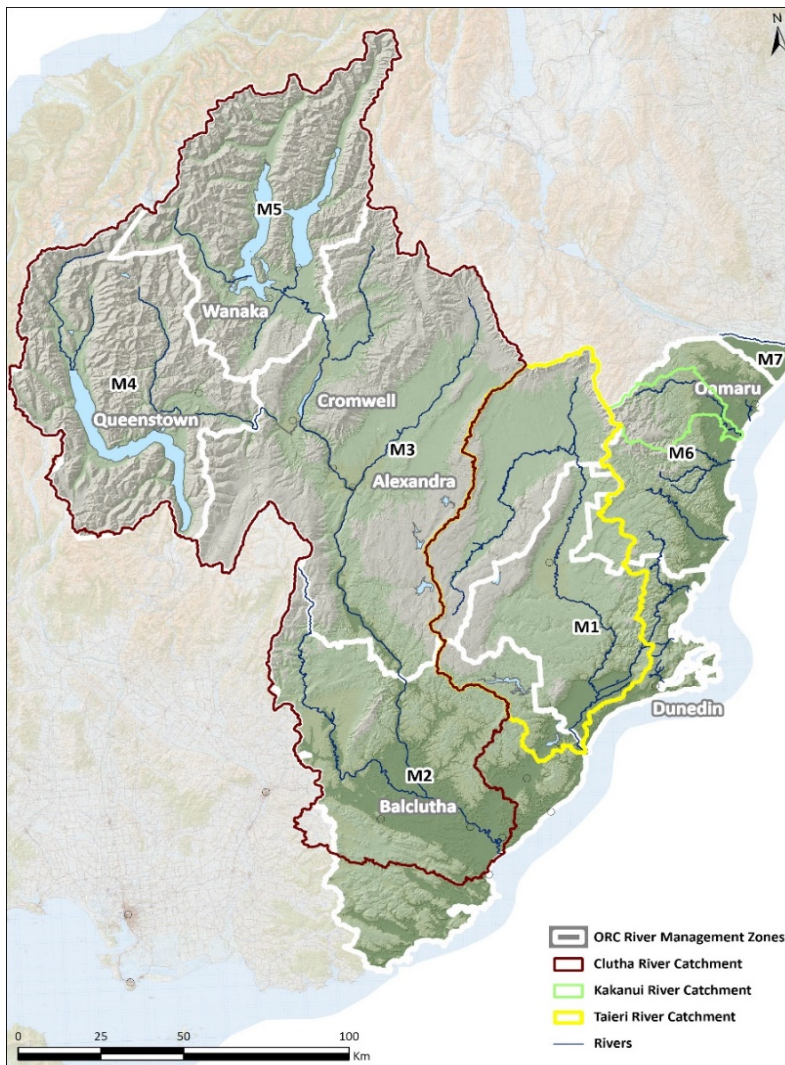 N
M5
Wanaka
M7
Oamaru
M4
Queenstown
Cromwell
M3
M6
Alexandra
M1
Dunedin
M2
Balclutha
ORC River Management Zones
Clutha River Catchment
Kakanui River Catchment
Taieri River Catchment
Rivers
0 25 50 100
Km